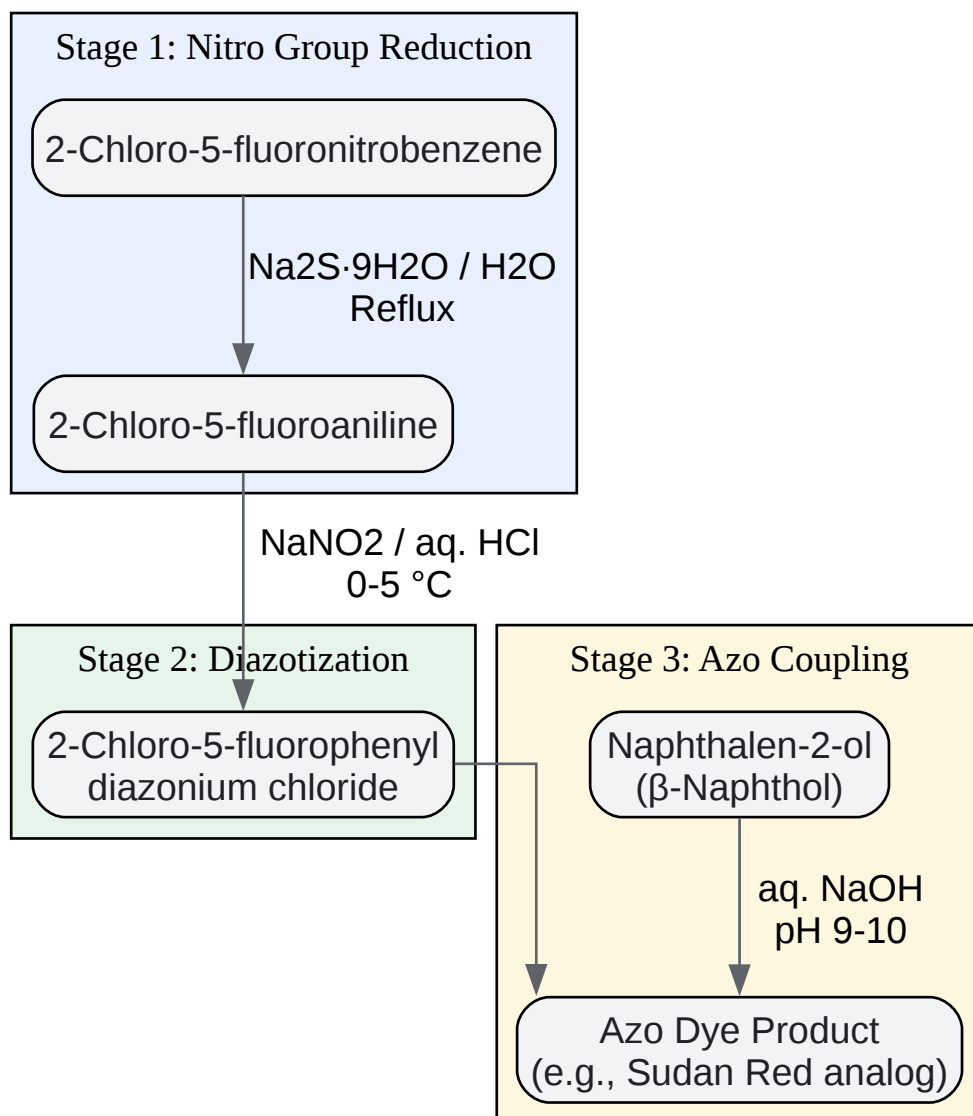 Stage 1: Nitro Group Reduction
2-Chloro-5-fluoronitrobenzene
Na2S·9H2O / H2O
Reflux
2-Chloro-5-fluoroaniline
NaNO2 / aq. HCl
0-5 °C
Stage 2: Diazotization
2-Chloro-5-fluorophenyl
diazonium chloride
Stage 3: Azo Coupling
Naphthalen-2-ol
(β-Naphthol)
aq. NaOH
pH 9-10
Azo Dye Product
(e.g., Sudan Red analog)